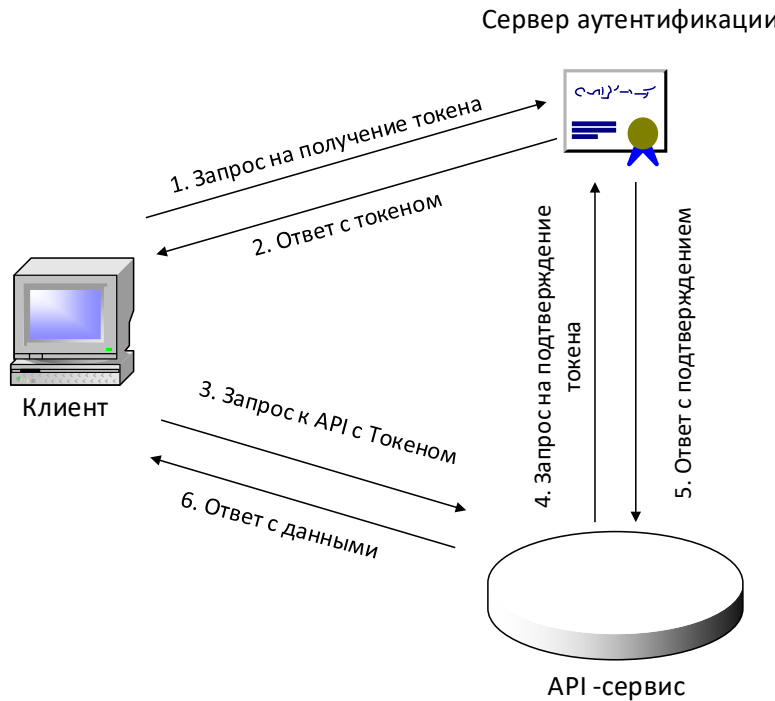 Сервер аутентификации
1. Запрос на получение токена
2. Ответ с токеном
Клиент
3. Запрос к API с Токеном
6. Ответ с данными
4. Запрос на подтверждение
токена
5. Ответ с подтверждением
API -сервис